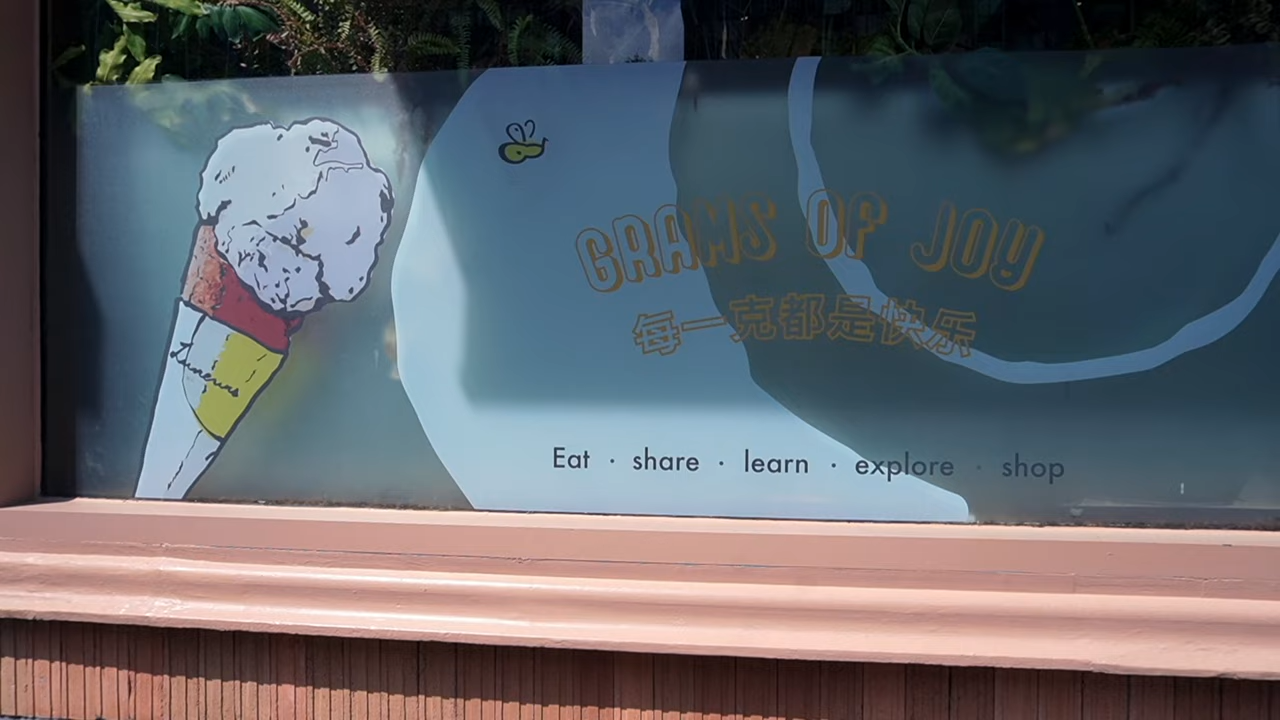 GRAMS OF JOY
每一克都是快乐
Eat · share · learn · explore · shop